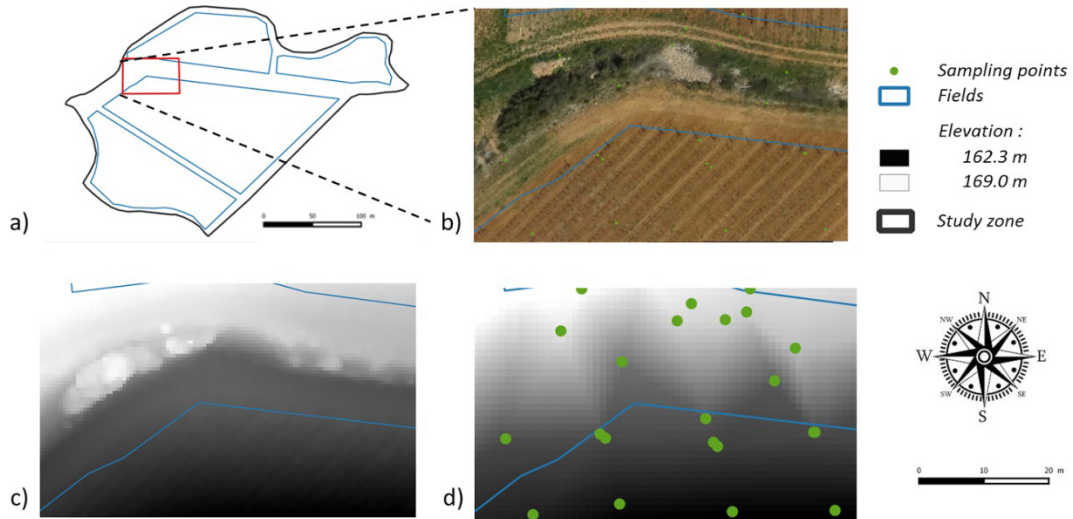 Sampling points
Fields
Elevation :
162.3 m
169.0 m
Study zone
0 50 100 m
a)
b)
N
NW NE
W E
SW SE
S
c)
d)
0 10 20 m